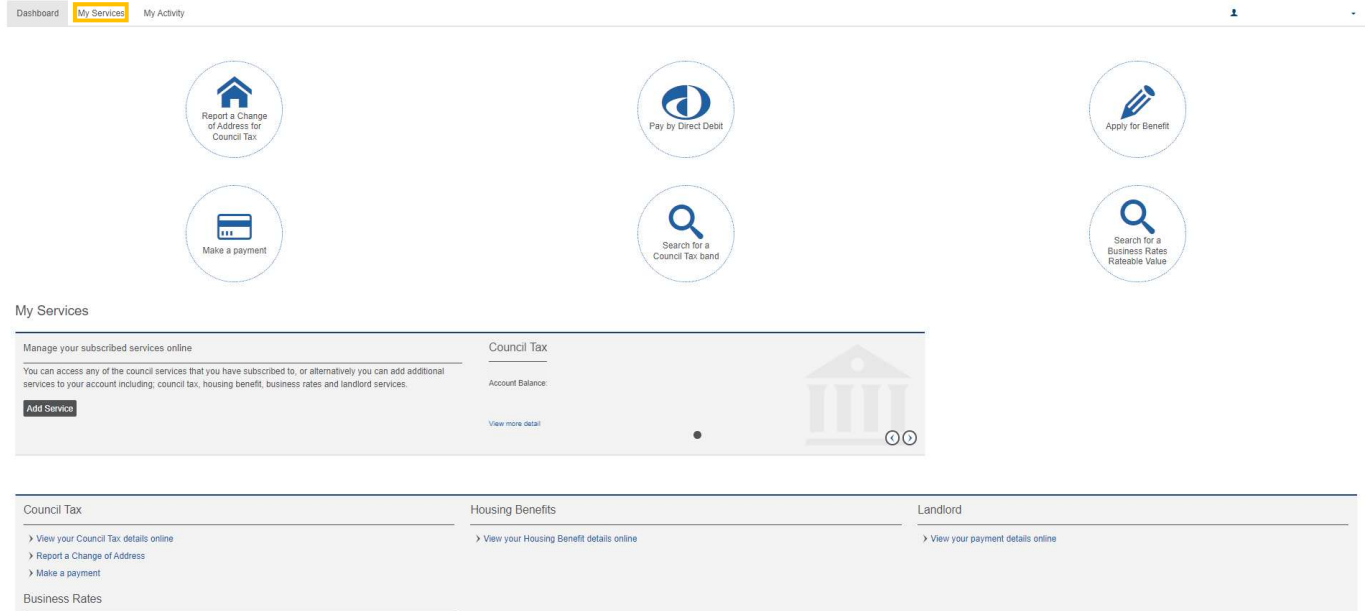 Dashboard My Services My Activity
Report a Change
of Address for
Council Tax
Pay by Direct Debit
Apply for Benefit
Make a payment
Search for a
Council Tax band
Search for a
Business Rates
Rateable Value
My Services
Manage your subscribed services online
You can access any of the council services that you have subscribed to, or alternatively you can add additional
services to your account including; council tax, housing benefit, business rates and landlord services.
Add Service
Council Tax
Account Balance:
View more detail
Council Tax
View your Council Tax details online
Report a Change of Address
Make a payment
Business Rates
Housing Benefits
View your Housing Benefit details online
Landlord
View your payment details online